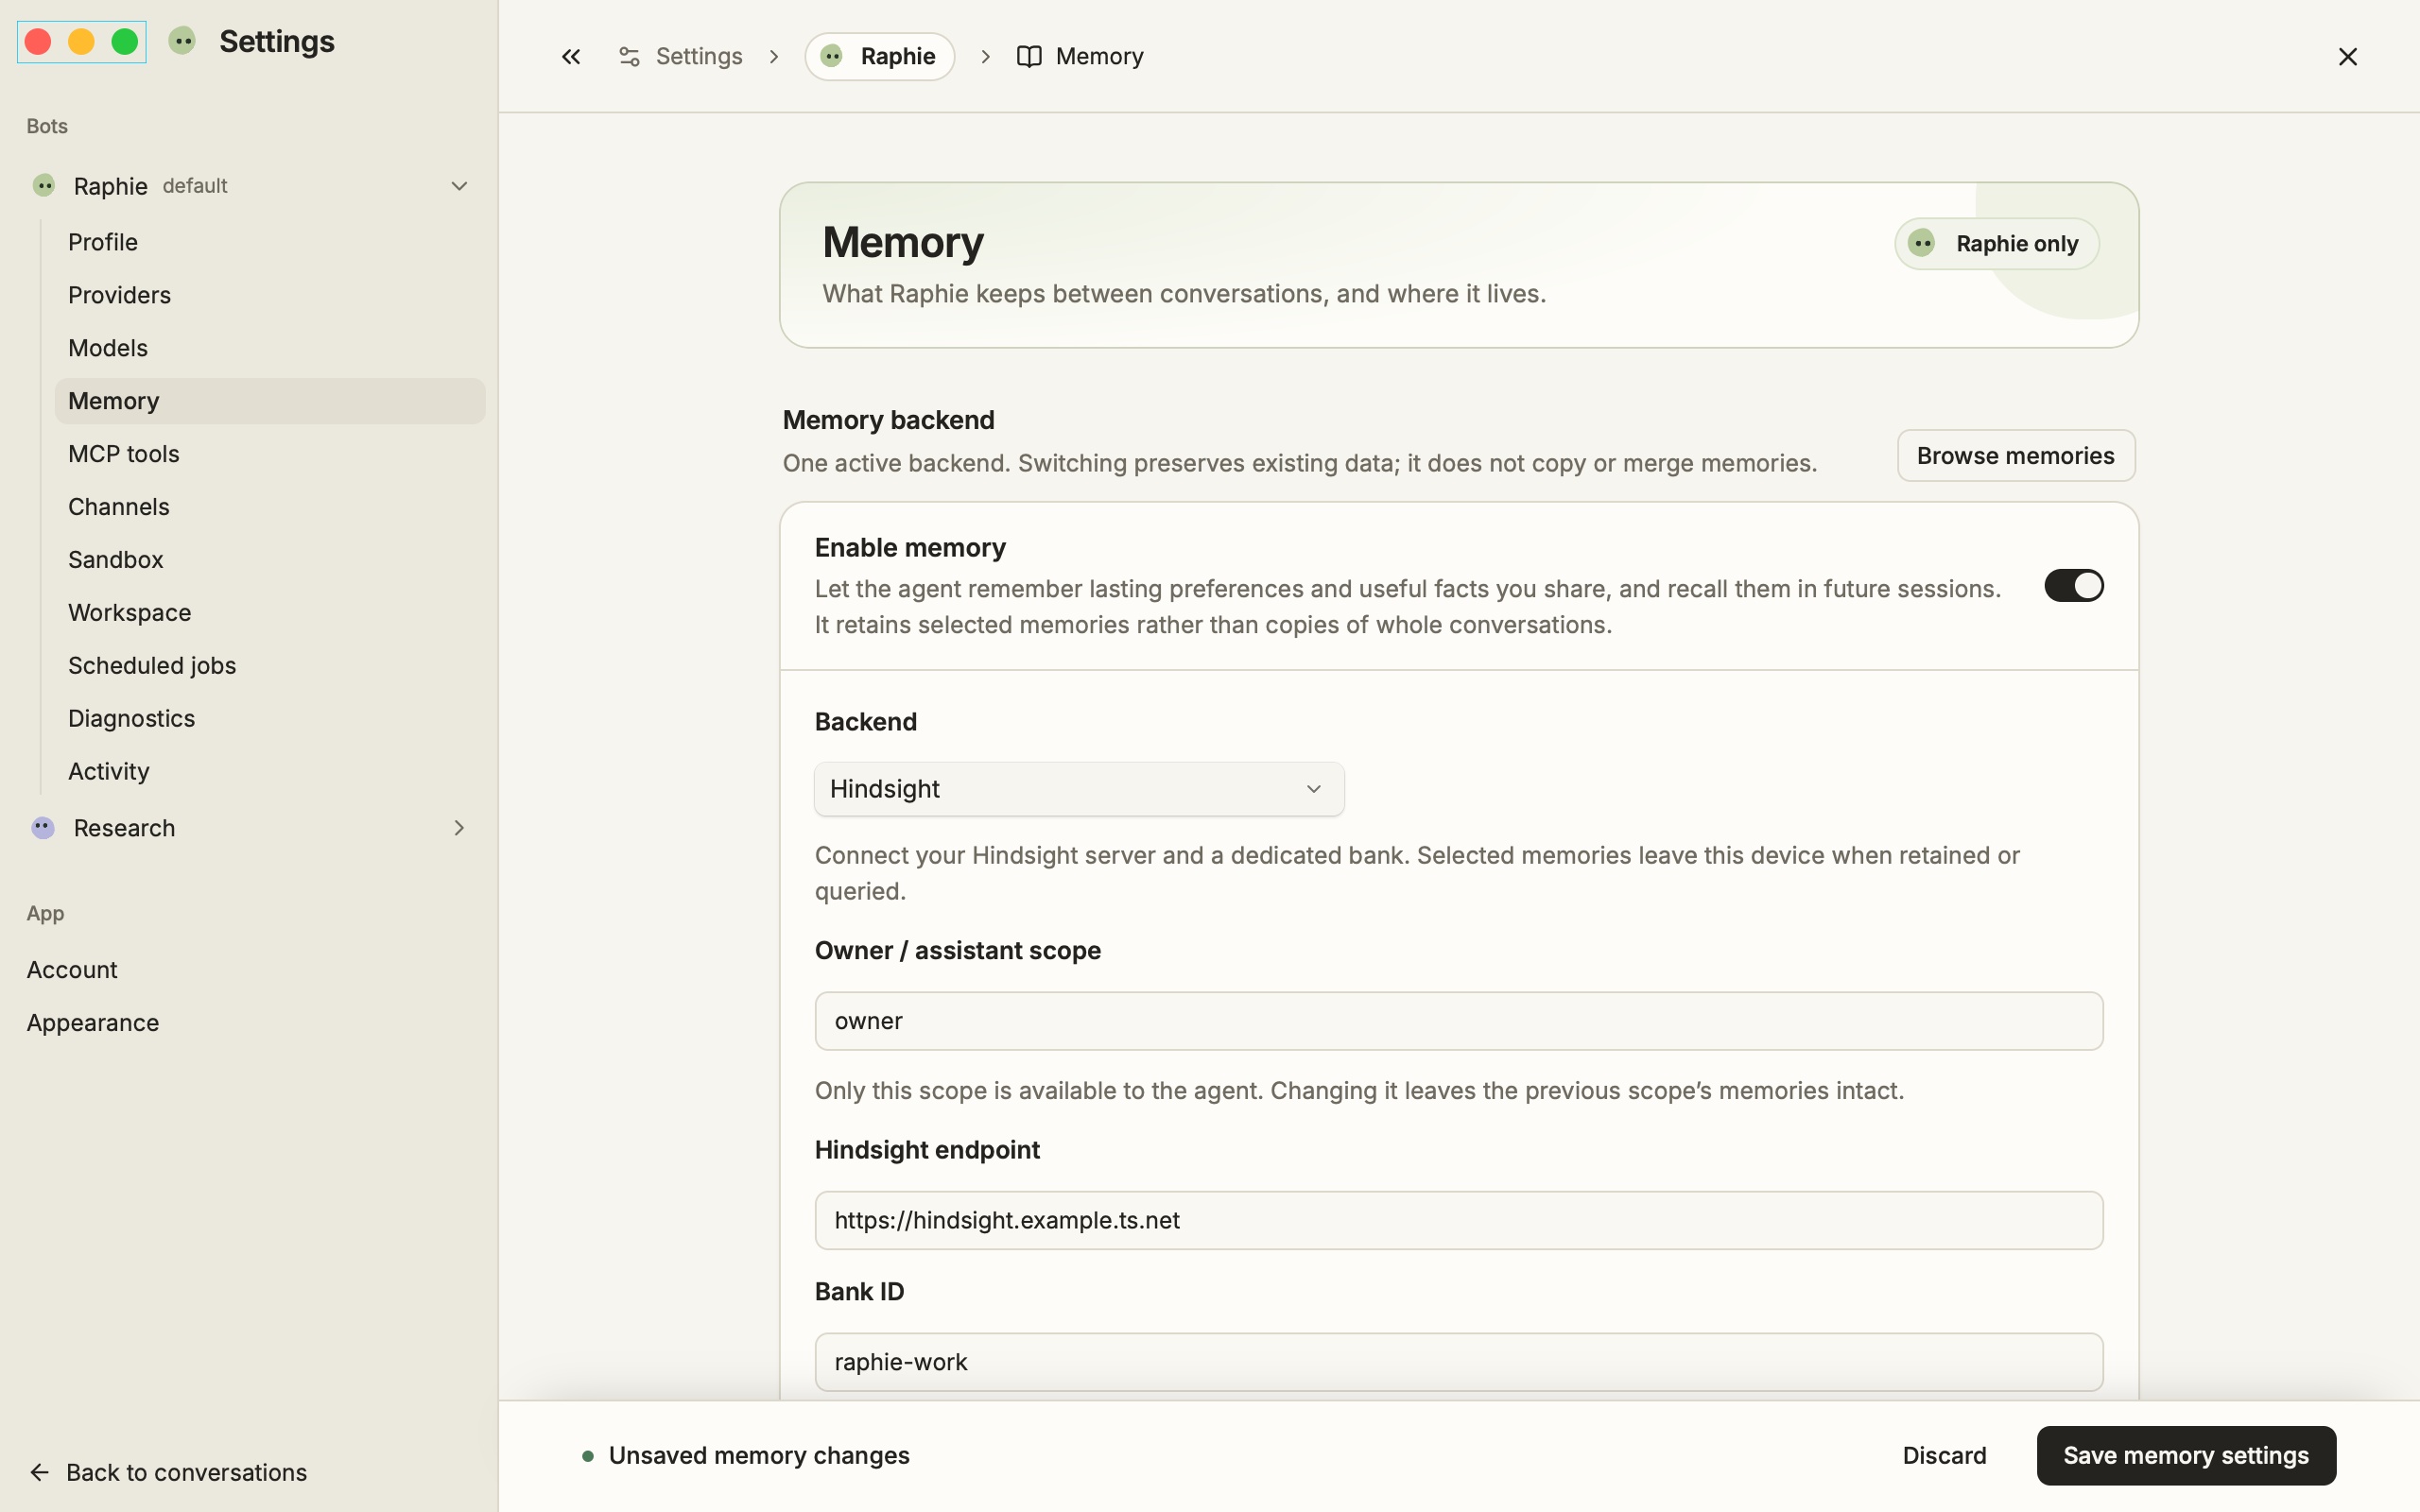 Settings
Bots
Raphie default
Profile
Providers
Models
Memory
MCP tools
Channels
Sandbox
Workspace
Scheduled jobs
Diagnostics
Activity
Research
App
Account
Appearance
Back to conversations
Settings
Raphie
Memory
Memory
Raphie only
What Raphie keeps between conversations, and where it lives.
Memory backend
One active backend. Switching preserves existing data; it does not copy or merge memories.
Browse memories
Enable memory
Let the agent remember lasting preferences and useful facts you share, and recall them in future sessions.
It retains selected memories rather than copies of whole conversations.
Backend
Hindsight
Connect your Hindsight server and a dedicated bank. Selected memories leave this device when retained or
queried.
Owner / assistant scope
owner
Only this scope is available to the agent. Changing it leaves the previous scope’s memories intact.
Hindsight endpoint
https://hindsight.example.ts.net
Bank ID
raphie-work
Unsaved memory changes
Discard
Save memory settings